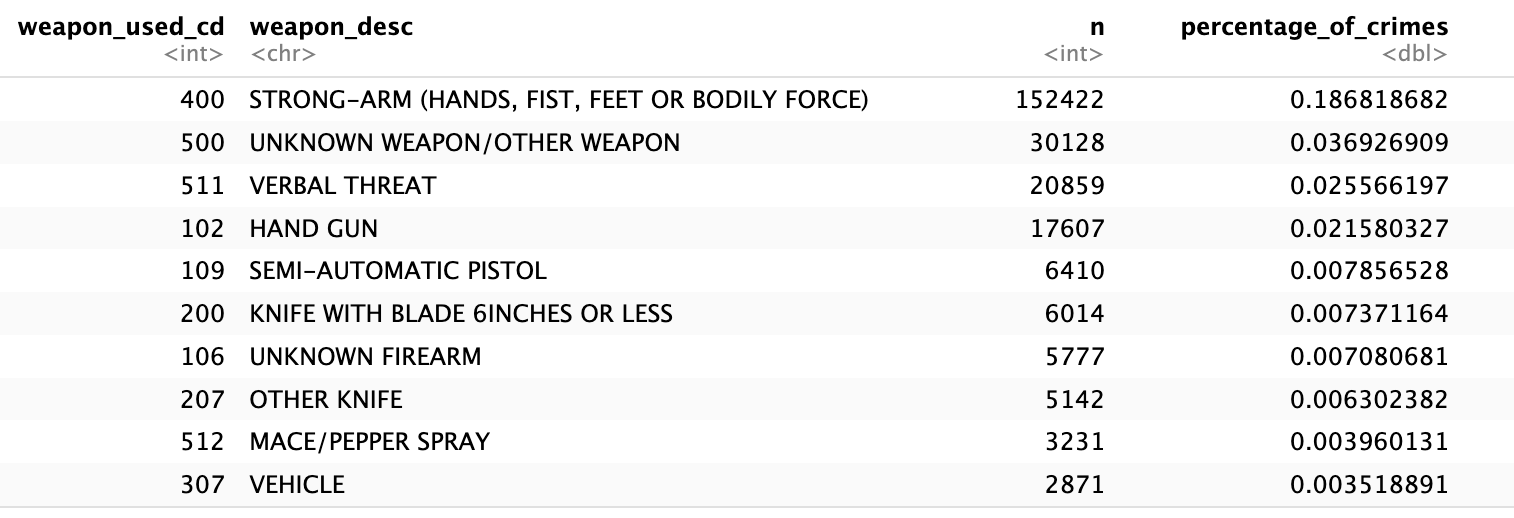 weapon_used_cd weapon_desc n percentage_of_crimes
<int> <chr> <int> <dbl>
400 STRONG-ARM (HANDS, FIST, FEET OR BODILY FORCE) 152422 0.186818682
500 UNKNOWN WEAPON/OTHER WEAPON 30128 0.036926909
511 VERBAL THREAT 20859 0.025566197
102 HAND GUN 17607 0.021580327
109 SEMI-AUTOMATIC PISTOL 6410 0.007856528
200 KNIFE WITH BLADE 6INCHES OR LESS 6014 0.007371164
106 UNKNOWN FIREARM 5777 0.007080681
207 OTHER KNIFE 5142 0.006302382
512 MACE/PEPPER SPRAY 3231 0.003960131
307 VEHICLE 2871 0.003518891